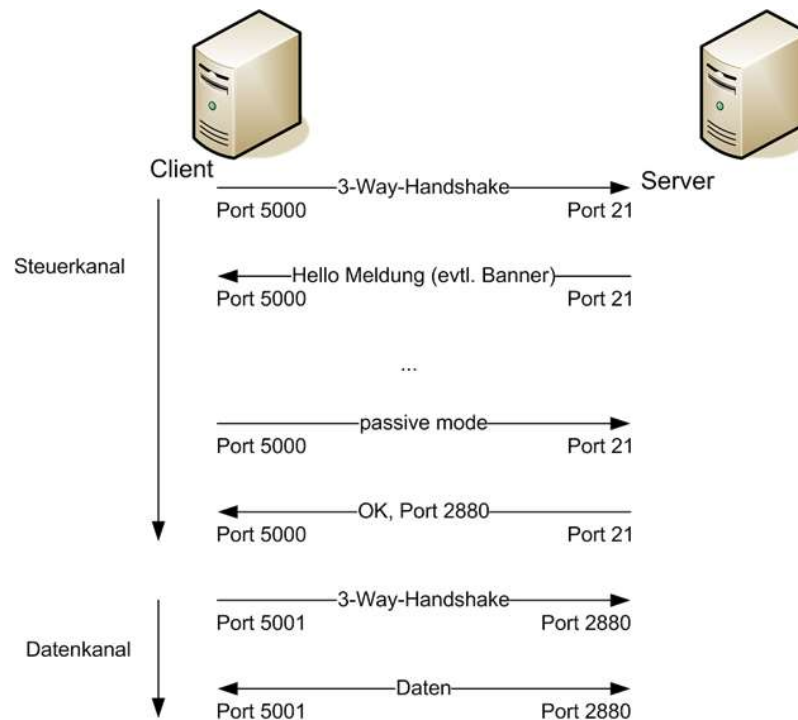 Client
Server
3-Way-Handshake
Port 5000
Port 21
Steuerkanal
Hello Meldung (evtl. Banner)
Port 5000
Port 21
...
passive mode
Port 5000
Port 21
OK, Port 2880
Port 5000
Port 21
3-Way-Handshake
Port 5001
Port 2880
Datenkanal
Daten
Port 5001
Port 2880